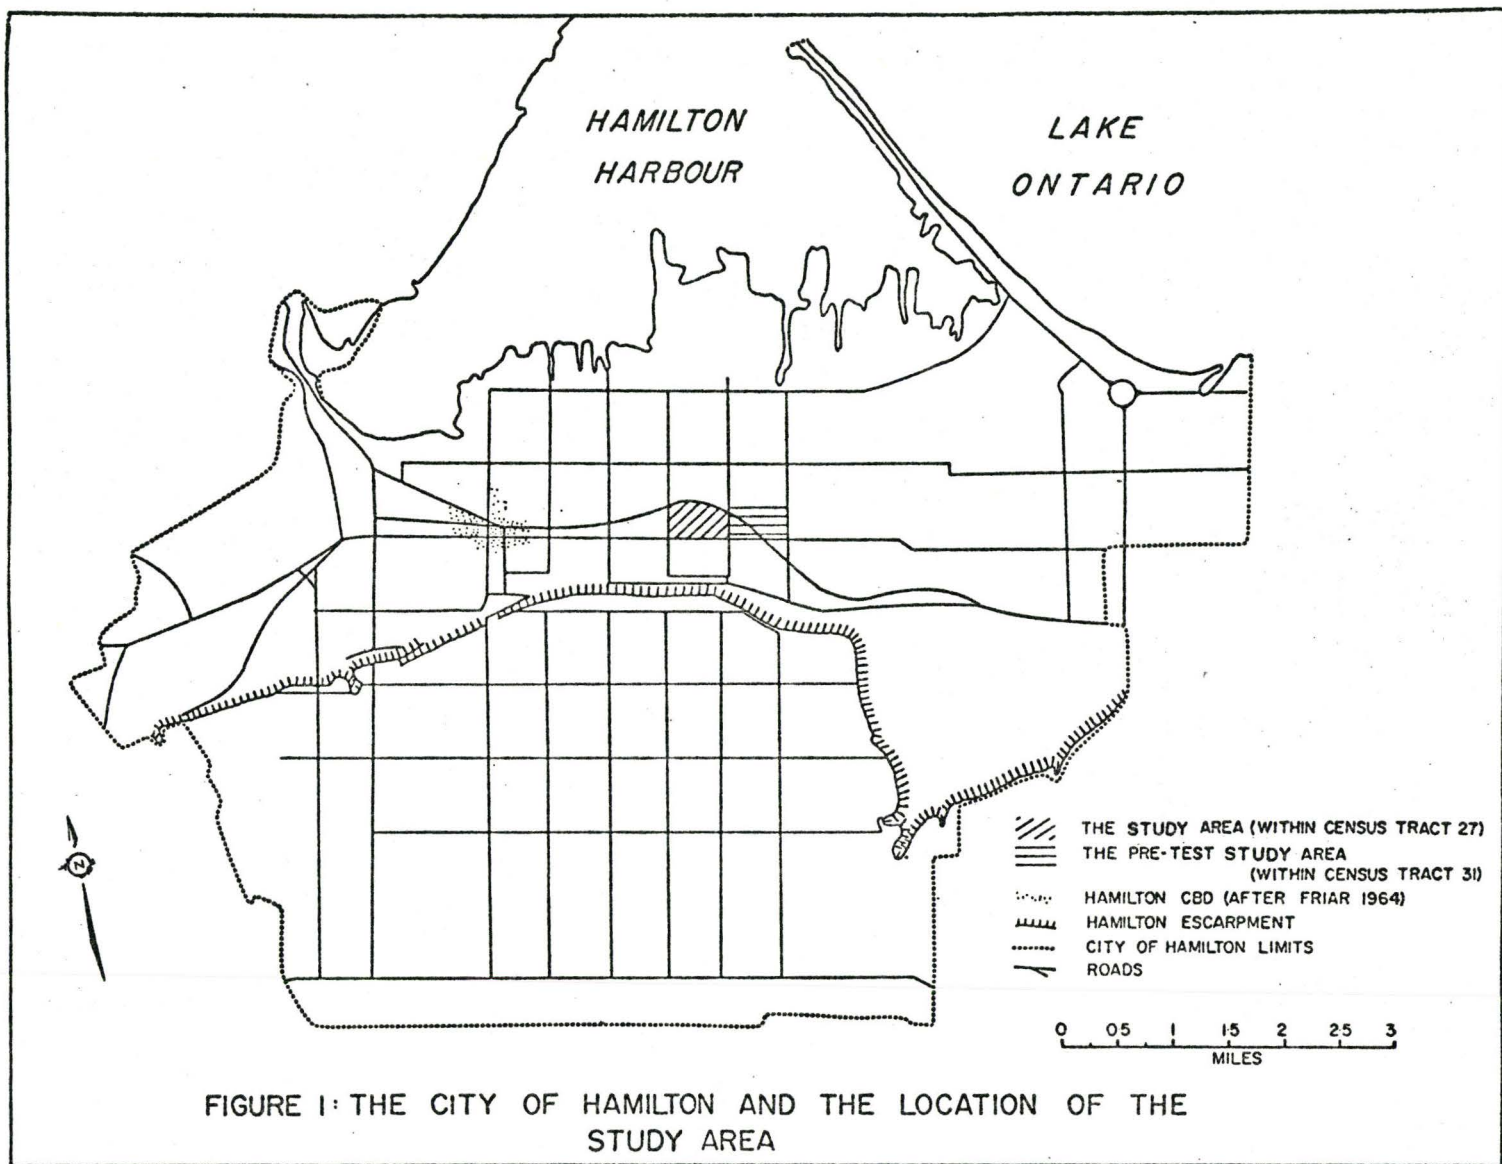 HAMILTON
HARBOUR
LAKE
ONTARIO
N
THE STUDY AREA (WITHIN CENSUS TRACT 27)
THE PRE-TEST STUDY AREA
(WITHIN CENSUS TRACT 31)
HAMILTON CBD (AFTER FRIAR 1964)
HAMILTON ESCARPMENT
CITY OF HAMILTON LIMITS
ROADS
0 0.5 1 1.5 2 2.5 3
MILES
FIGURE 1: THE CITY OF HAMILTON AND THE LOCATION OF THE
STUDY AREA